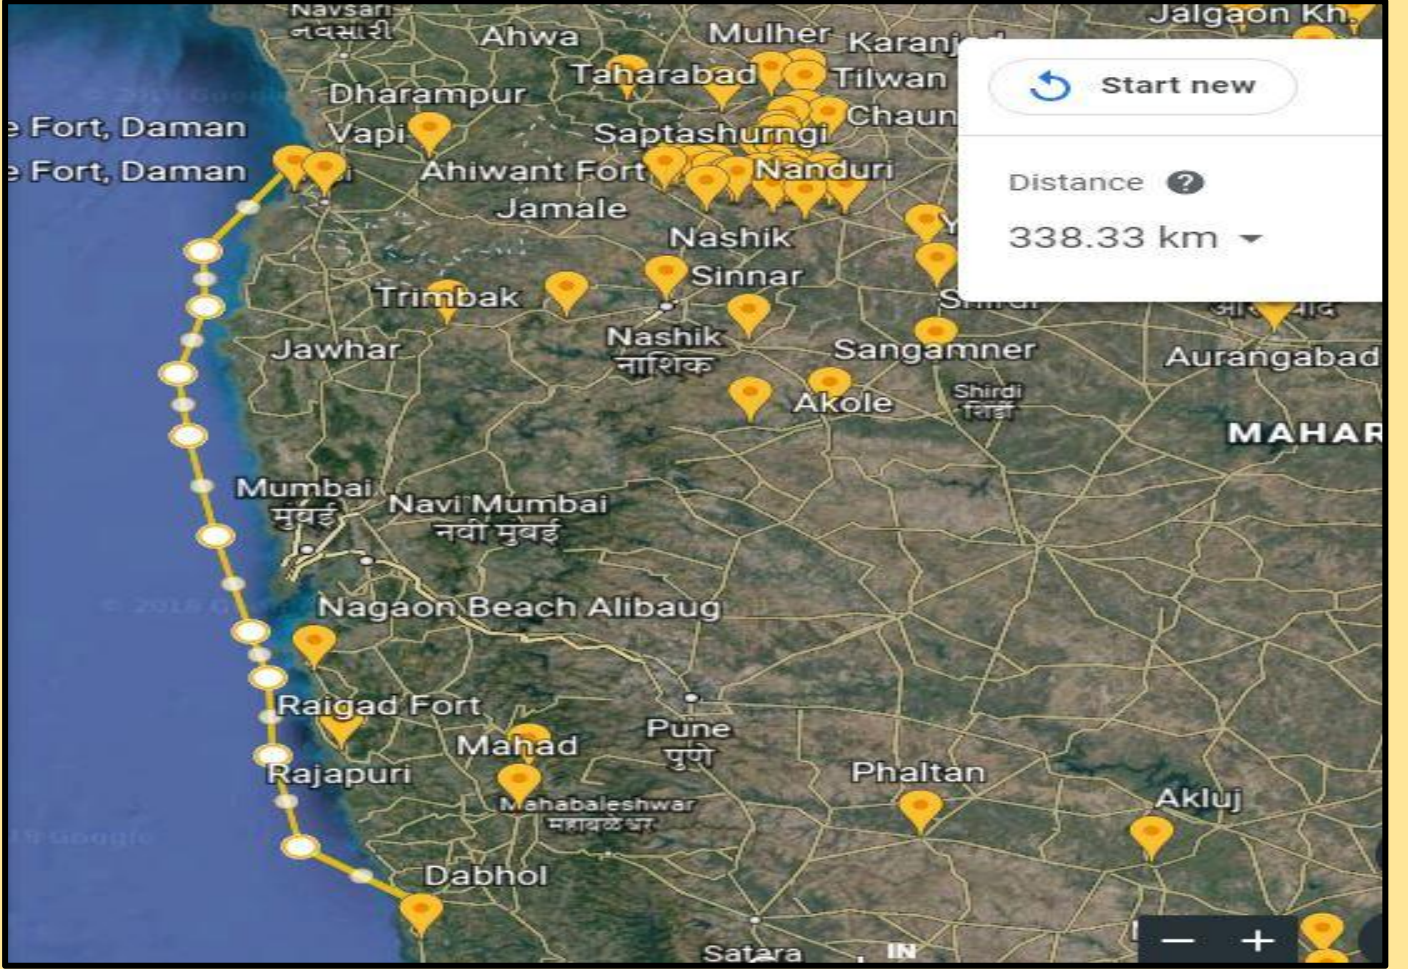 Navsari
નવસારી
Ahwa
Mulher
Karanj
Jalgaon Kh.
Taharabad
Tilwan
Start new
Dharampur
e Fort, Daman
Vapi
Saptashurngi
Chaun
e Fort, Daman
Ahiwant Fort
Nanduri
Distance
Jamale
338.33 km
Nashik
Sinnar
Trimbak
Shirdi
Nashik
नाशिक
Jawhar
Sangamner
Aurangabad
Akole
Shirdi
शिर्डी
MAHAR
Mumbai
मुंबई
Navi Mumbai
नवी मुंबई
Nagaon Beach Alibaug
Raigad Fort
Mahad
Pune
पुणे
Rajapuri
Phaltan
Mahabaleshwar
महाबळेश्वर
Akluj
Dabhol
Satara
IN